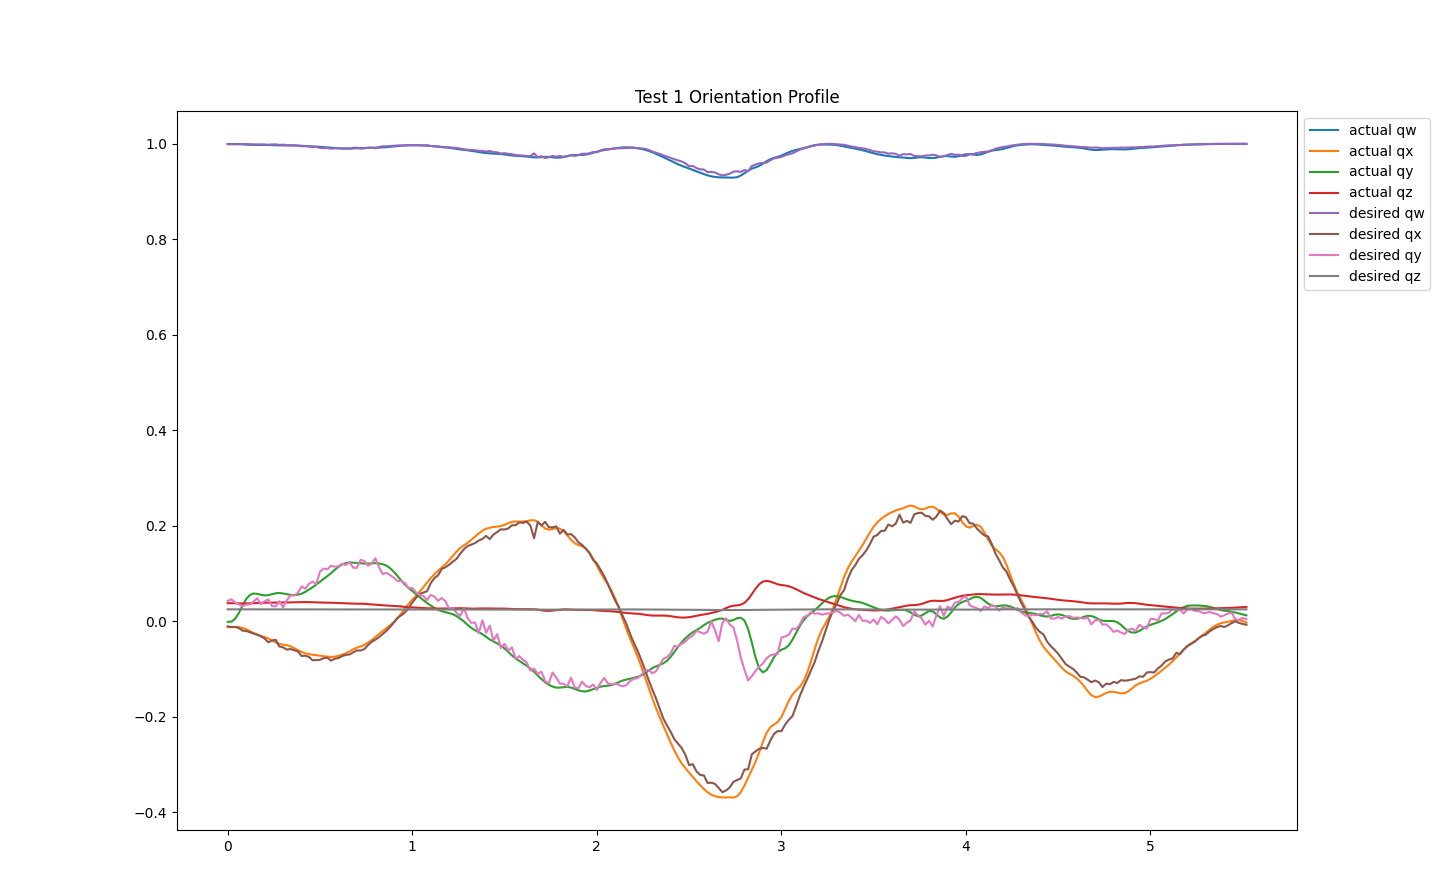 Test 1 Orientation Profile
1.0
0.8
0.6
0.4
0.2
0.0
−0.2
−0.4
0 1 2 3 4 5
actual qw
actual qx
actual qy
actual qz
desired qw
desired qx
desired qy
desired qz